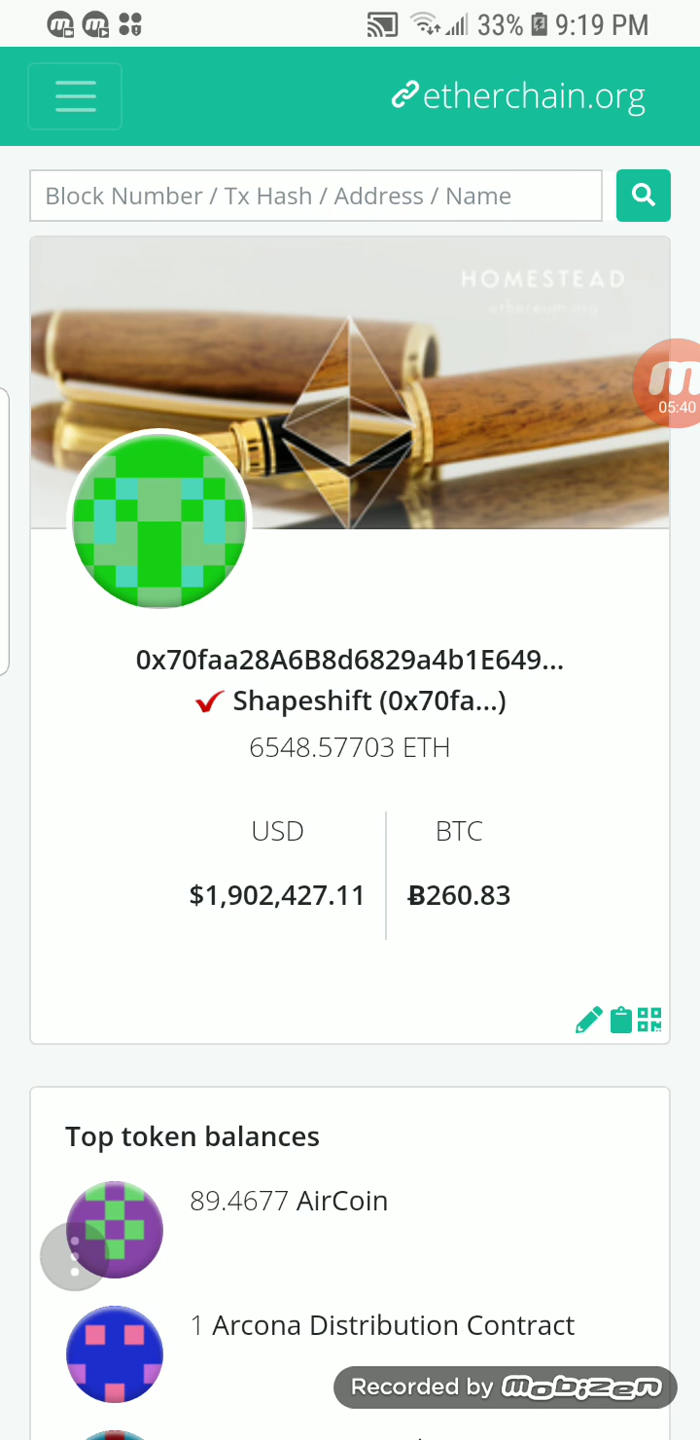 33% 9:19 PM
etherchain.org
Block Number / Tx Hash / Address / Name
HOMESTEAD
ethereum.org
m
05:40
0x70faa28A6B8d6829a4b1E649...
Shapeshift (0x70fa...)
6548.57703 ETH
USD BTC
$1,902,427.11 Ƀ260.83
Top token balances
89.4677 AirCoin
1 Arcona Distribution Contract
Recorded by mobizen